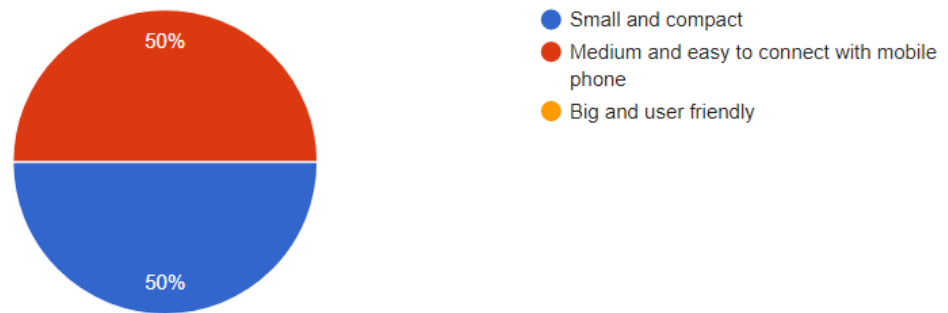 50%
50%
Small and compact
Medium and easy to connect with mobile
phone
Big and user friendly